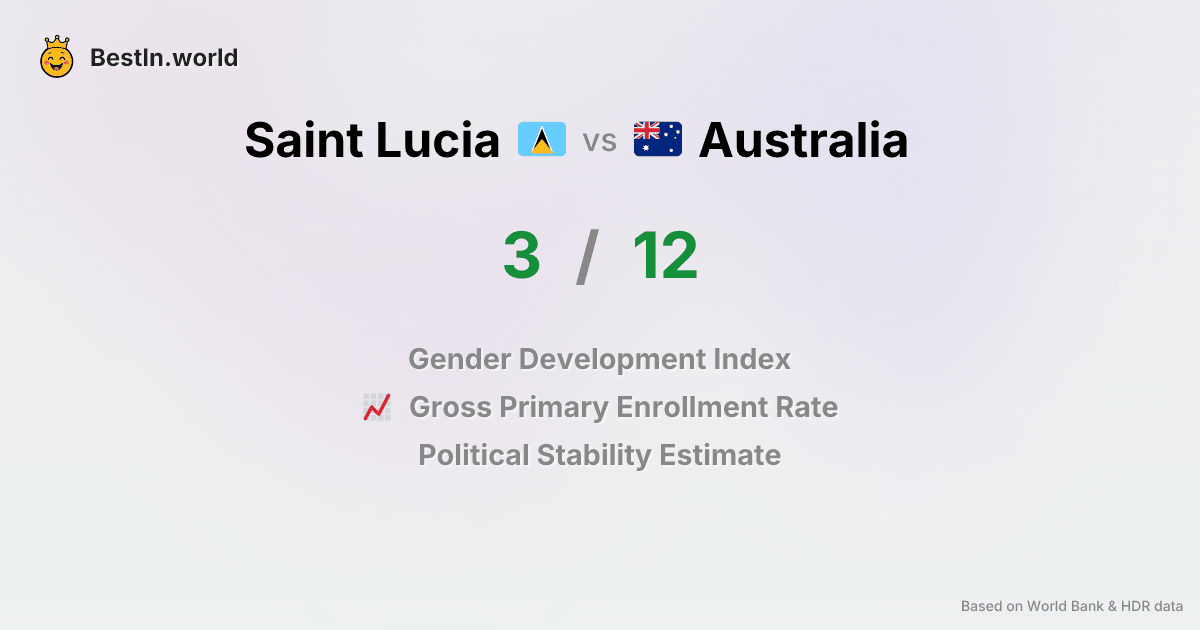 BestIn.world
Saint Lucia vs Australia
3 / 12
Gender Development Index
Gross Primary Enrollment Rate
Political Stability Estimate
Based on World Bank & HDR data